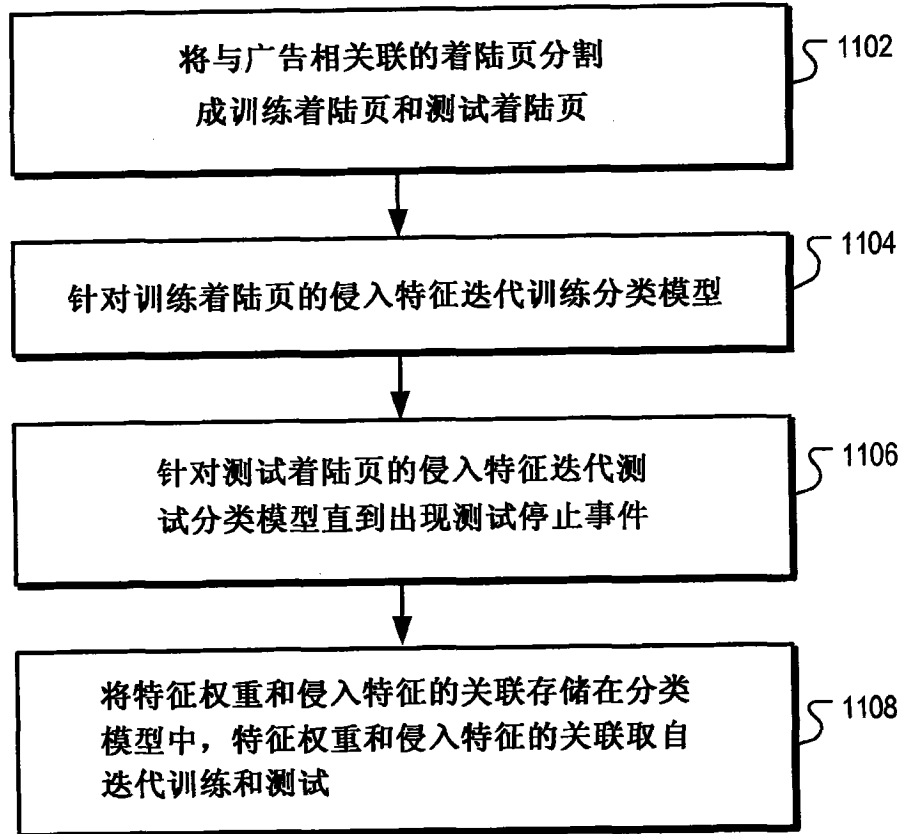 将与广告相关联的着陆页分割
成训练着陆页和测试着陆页
1102
针对训练着陆页的侵入特征迭代训练分类模型
1104
针对测试着陆页的侵入特征迭代测
试分类模型直到出现测试停止事件
1106
将特征权重和侵入特征的关联存储在分类
模型中，特征权重和侵入特征的关联取自
迭代训练和测试
1108